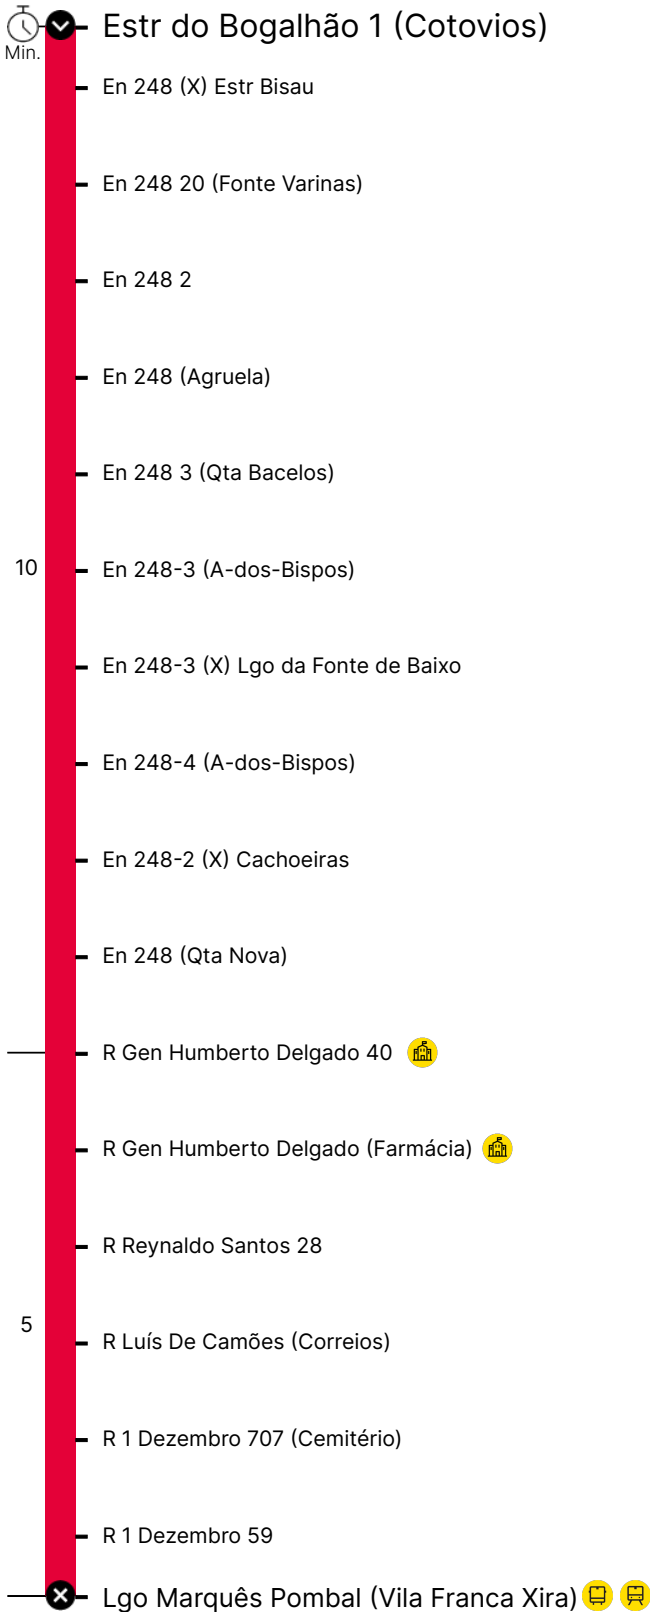 Estr do Bogalhão 1 (Cotovios)
Min.
En 248 (X) Estr Bisau
En 248 20 (Fonte Varinas)
En 248 2
En 248 (Agruela)
En 248 3 (Qta Bacelos)
10
En 248-3 (A-dos-Bispos)
En 248-3 (X) Lgo da Fonte de Baixo
En 248-4 (A-dos-Bispos)
En 248-2 (X) Cachoeiras
En 248 (Qta Nova)
R Gen Humberto Delgado 40
R Gen Humberto Delgado (Farmácia)
R Reynaldo Santos 28
5
R Luís De Camões (Correios)
R 1 Dezembro 707 (Cemitério)
R 1 Dezembro 59
Lgo Marquês Pombal (Vila Franca Xira)